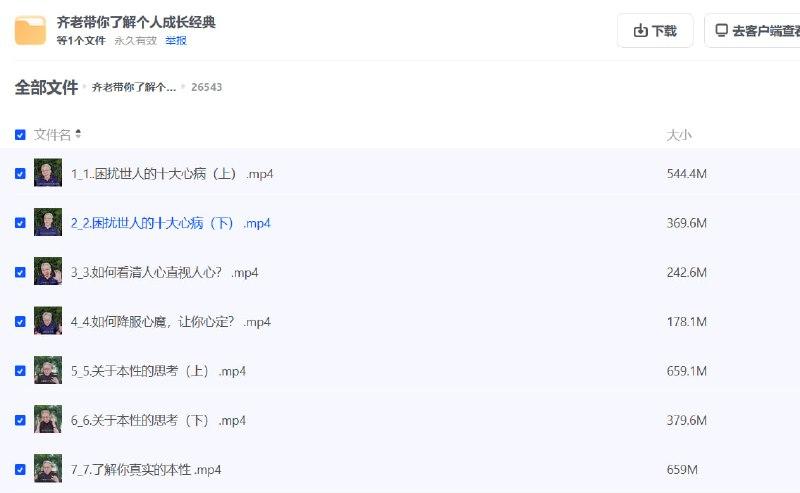 齐老带你了解个人成长经典
等1个文件 永久有效 举报
下载
去客户端查看
全部文件 齐老带你了解个... 26543
文件名 大小
1_1..困扰世人的十大心病（上） .mp4 544.4M
2_2.困扰世人的十大心病（下） .mp4 369.6M
3_3.如何看清人心直视人心？ .mp4 242.6M
4_4.如何降服心魔，让你心定？ .mp4 178.1M
5_5.关于本性的思考（上） .mp4 659.1M
6_6.关于本性的思考（下） .mp4 379.6M
7_7.了解你真实的本性 .mp4 659M